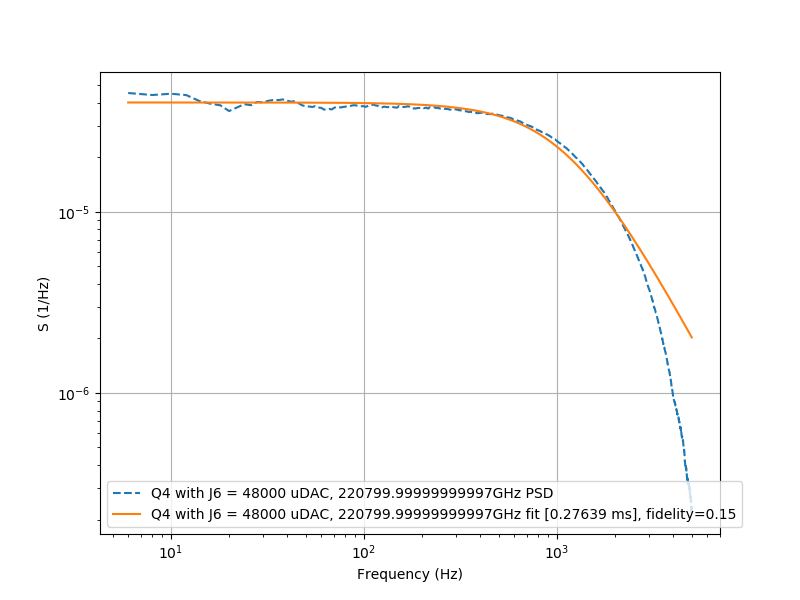 S (1/Hz)
10⁻⁵
10⁻⁶
Q4 with J6 = 48000 uDAC, 220799.99999999997GHz PSD
Q4 with J6 = 48000 uDAC, 220799.99999999997GHz fit [0.27639 ms], fidelity=0.15
10¹ 10² 10³
Frequency (Hz)